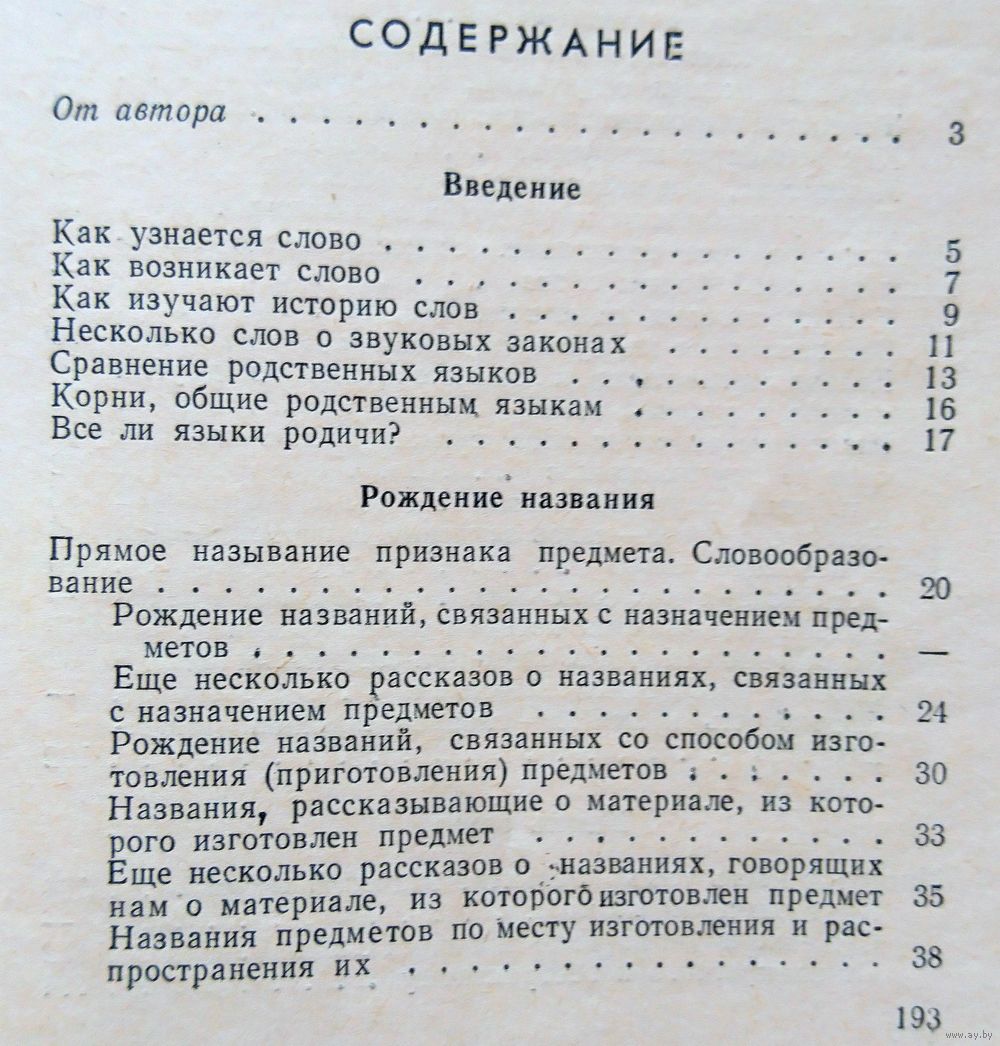 СОДЕРЖАНИЕ
От автора . . . . . . . . . . . . . . . . . . . . . 3
Введение
Как узнается слово . . . . . . . . . . . . . . . . . 5
Как возникает слово . . . . . . . . . . . . . . . . 7
Как изучают историю слов . . . . . . . . . . . . . 9
Несколько слов о звуковых законах . . . . . . . . 11
Сравнение родственных языков . . . . . . . . . . . 13
Корни, общие родственным языкам . . . . . . . . . 16
Все ли языки родичи? . . . . . . . . . . . . . . . 17
Рождение названия
Прямое называние признака предмета. Словообразо-
вание . . . . . . . . . . . . . . . . . . . . . . . . 20
Рождение названий, связанных с назначением пред-
метов . . . . . . . . . . . . . . . . . . . . . —
Еще несколько рассказов о названиях, связанных
с назначением предметов . . . . . . . . . . . . 24
Рождение названий, связанных со способом изго-
товления (приготовления) предметов . . . . . . . 30
Названия, рассказывающие о материале, из кото-
рого изготовлен предмет . . . . . . . . . . . . 33
Еще несколько рассказов о названиях, говорящих
нам о материале, из которого изготовлен предмет 35
Названия предметов по месту изготовления и рас-
пространения их . . . . . . . . . . . . . . . . . 38
193
www.ay.by